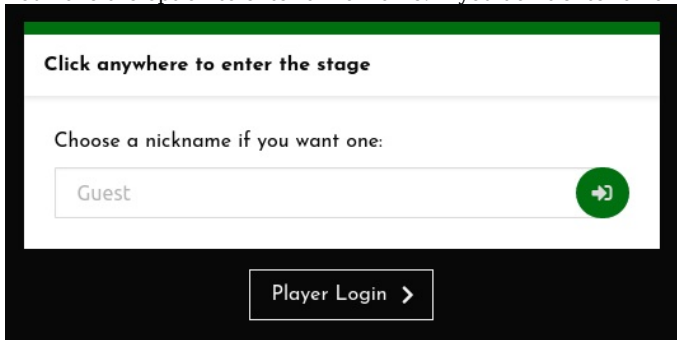 Click anywhere to enter the stage
Choose a nickname if you want one:
Guest
Player Login